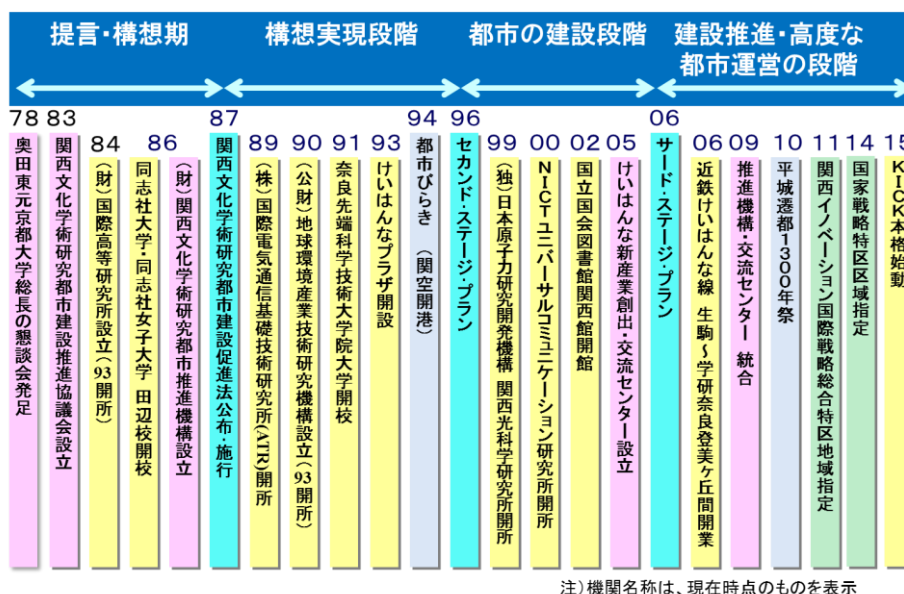 提言・構想期
構想実現段階
都市の建設段階
建設推進・高度な
都市運営の段階
78
奥田東元京都大学総長の懇談会発足
83
関西文化学術研究都市建設推進協議会設立
84
(財)国際高等研究所設立(93開所)
86
同志社大学・同志社女子大学 田辺校開校
(財)関西文化学術研究都市推進機構設立
87
関西文化学術研究都市建設促進法公布・施行
89
(株)国際電気通信基礎技術研究所(ATR)開所
90
(公財)地球環境産業技術研究機構設立(93開所)
91
奈良先端科学技術大学院大学開校
93
けいはんなプラザ開設
94
都市びらき (関空開港)
96
セカンド・ステージ・プラン
99
(独)日本原子力研究開発機構 関西光科学研究所開所
00
NICT ユニバーサルコミュニケーション研究所開所
02
国立国会図書館関西館開館
05
けいはんな新産業創出・交流センター設立
06
サード・ステージ・プラン
06
近鉄けいはんな線 生駒~学研奈良登美ヶ丘間開業
09
推進機構・交流センター 統合
10
平城遷都1300年祭
11
関西イノベーション国際戦略総合特区地域指定
14
国家戦略特区区域指定
15
KICK本格始動
注)機関名称は、現在時点のものを表示